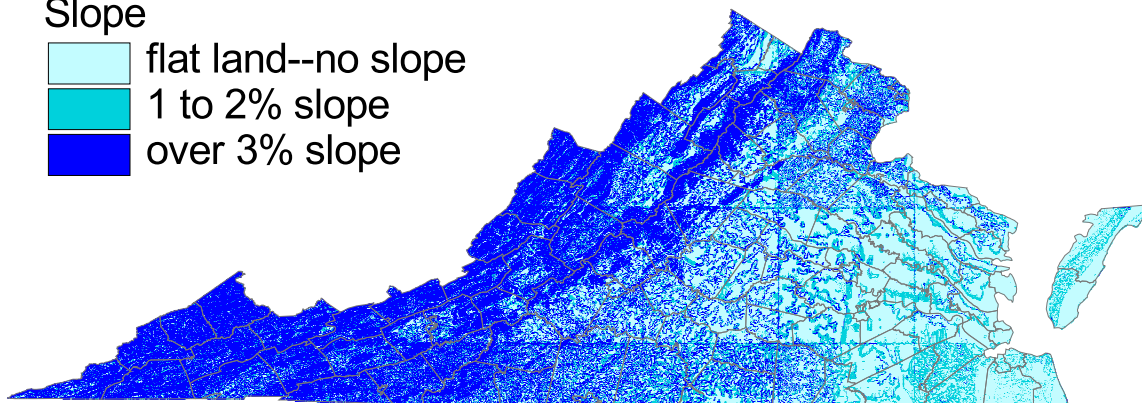 Slope
flat land--no slope
1 to 2% slope
over 3% slope